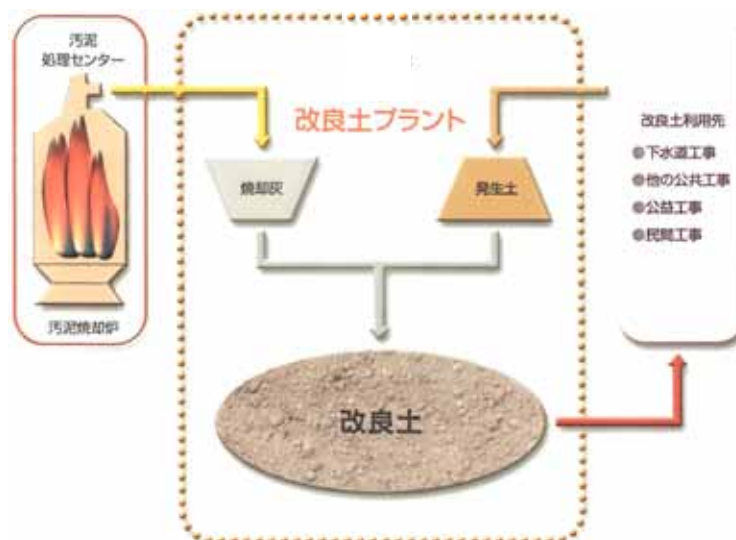 汚泥
処理センター
汚泥焼却炉
改良土プラント
焼却灰
発生土
改良土
改良土利用先
●下水道工事
●他の公共工事
●公益工事
●民間工事